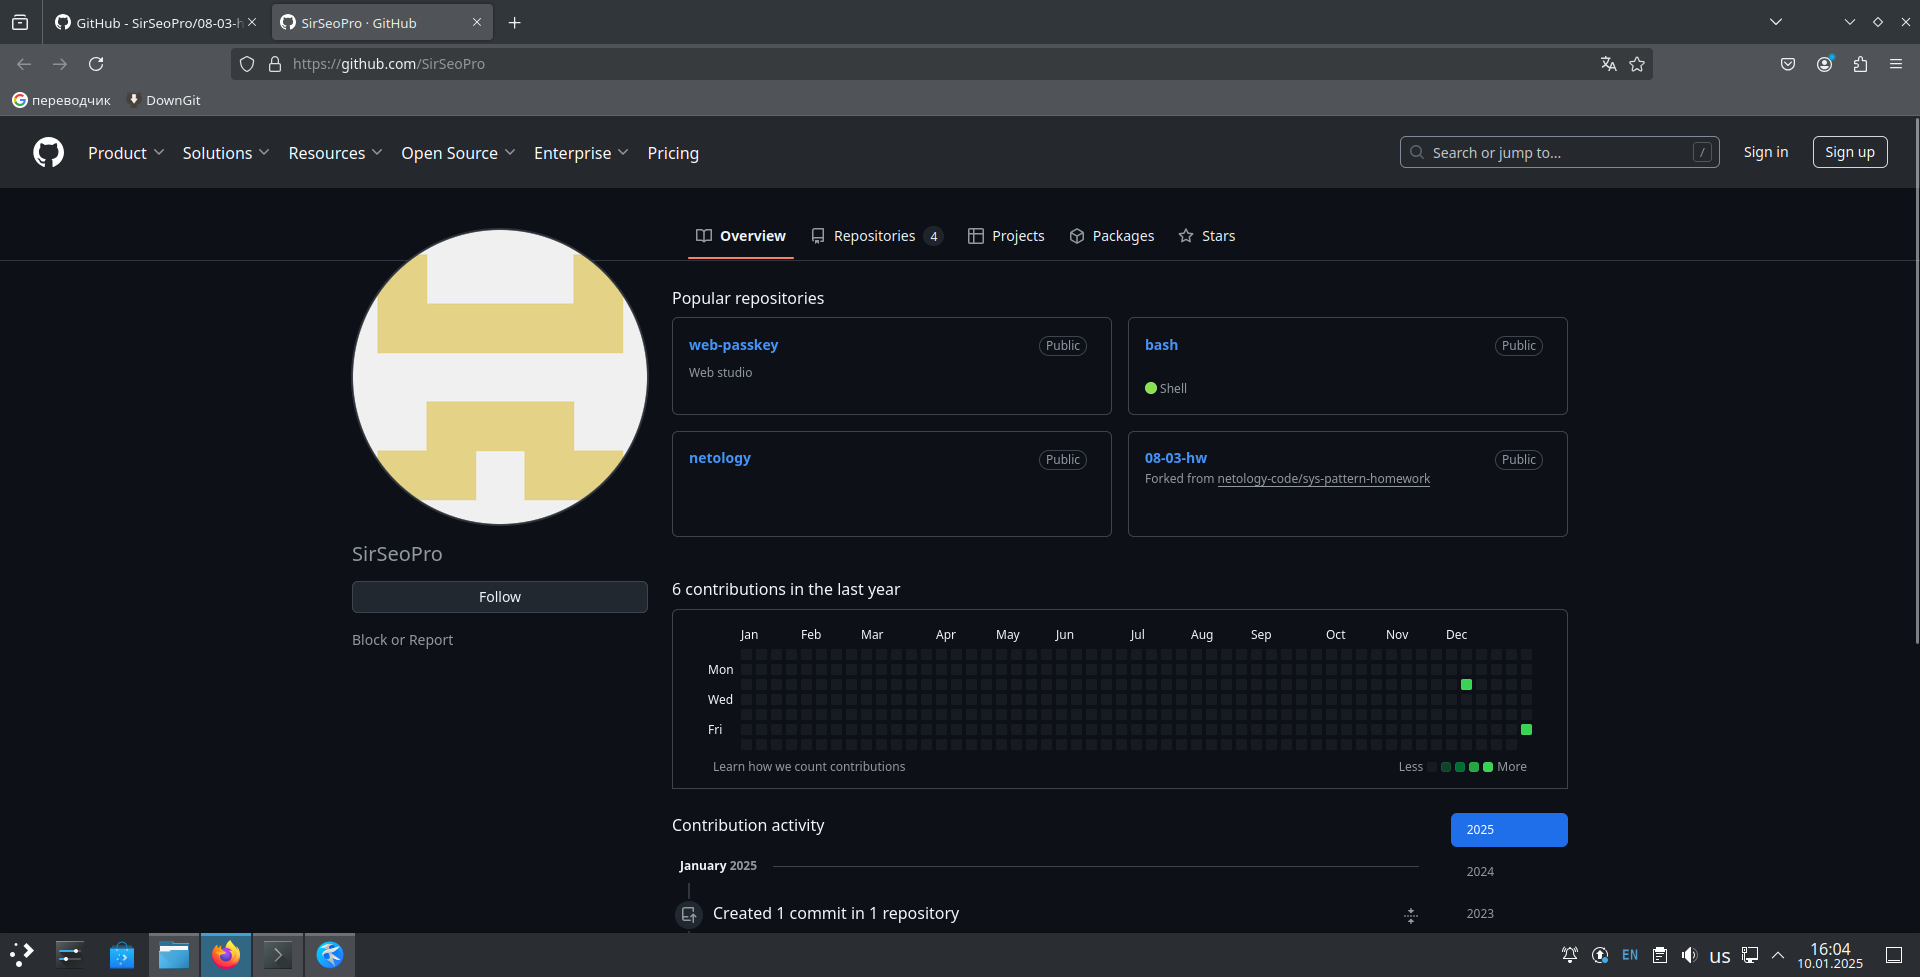 GitHub - SirSeoPro/08-03-h
SirSeoPro · GitHub
https://github.com/SirSeoPro
переводчик
DownGit
Product
Solutions
Resources
Open Source
Enterprise
Pricing
Search or jump to...
/
Sign in
Sign up
Overview
Repositories 4
Projects
Packages
Stars
SirSeoPro
Follow
Block or Report
Popular repositories
web-passkey
Public
Web studio
bash
Public
Shell
netology
Public
08-03-hw
Public
Forked from netology-code/sys-pattern-homework
6 contributions in the last year
Jan Feb Mar Apr May Jun Jul Aug Sep Oct Nov Dec
Mon
Wed
Fri
Learn how we count contributions
Less
More
Contribution activity
2025
2024
2023
January 2025
Created 1 commit in 1 repository
EN
us
16:04
10.01.2025